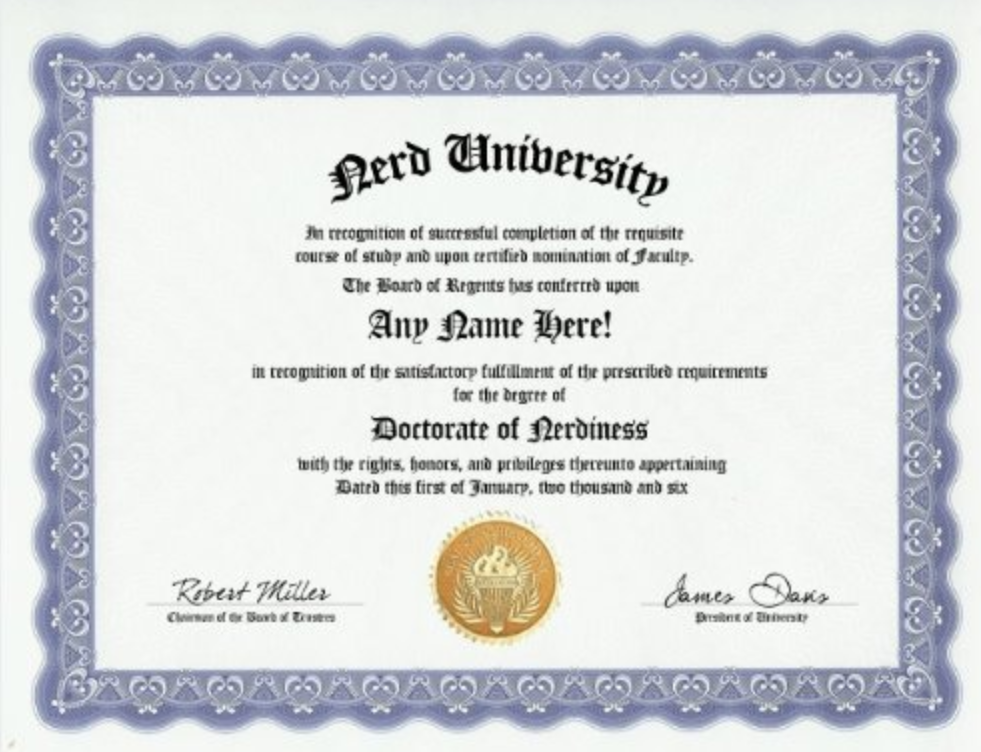 Nerd University
In recognition of successful completion of the requisite
course of study and upon certified nomination of Faculty.
The Board of Regents has conferred upon
Any Name Here!
in recognition of the satisfactory fulfillment of the prescribed requirements
for the degree of
Doctorate of Nerdiness
with the rights, honors, and privileges thereunto appertaining
Dated this first of January, two thousand and six
Robert Miller
James Davis
Chairman of the Board of Trustees
President of University